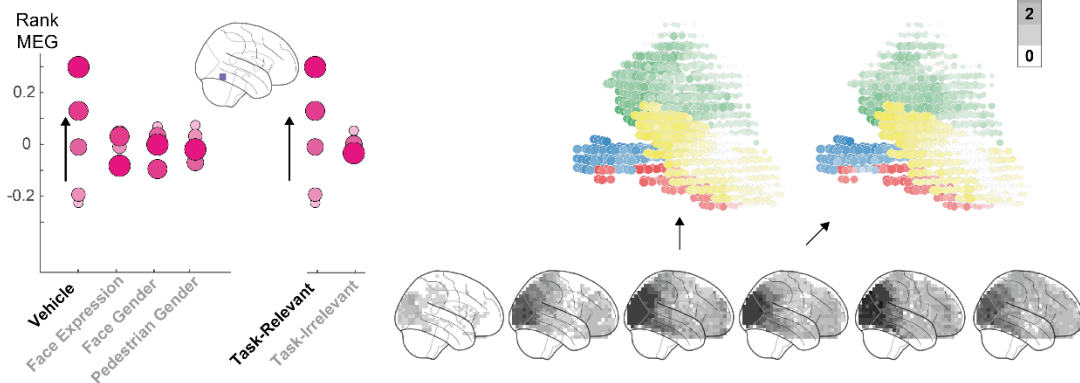 Rank
MEG
0.2
0
-0.2
Vehicle
Face Expression
Face Gender
Pedestrian Gender
Task-Relevant
Task-Irrelevant
2
0